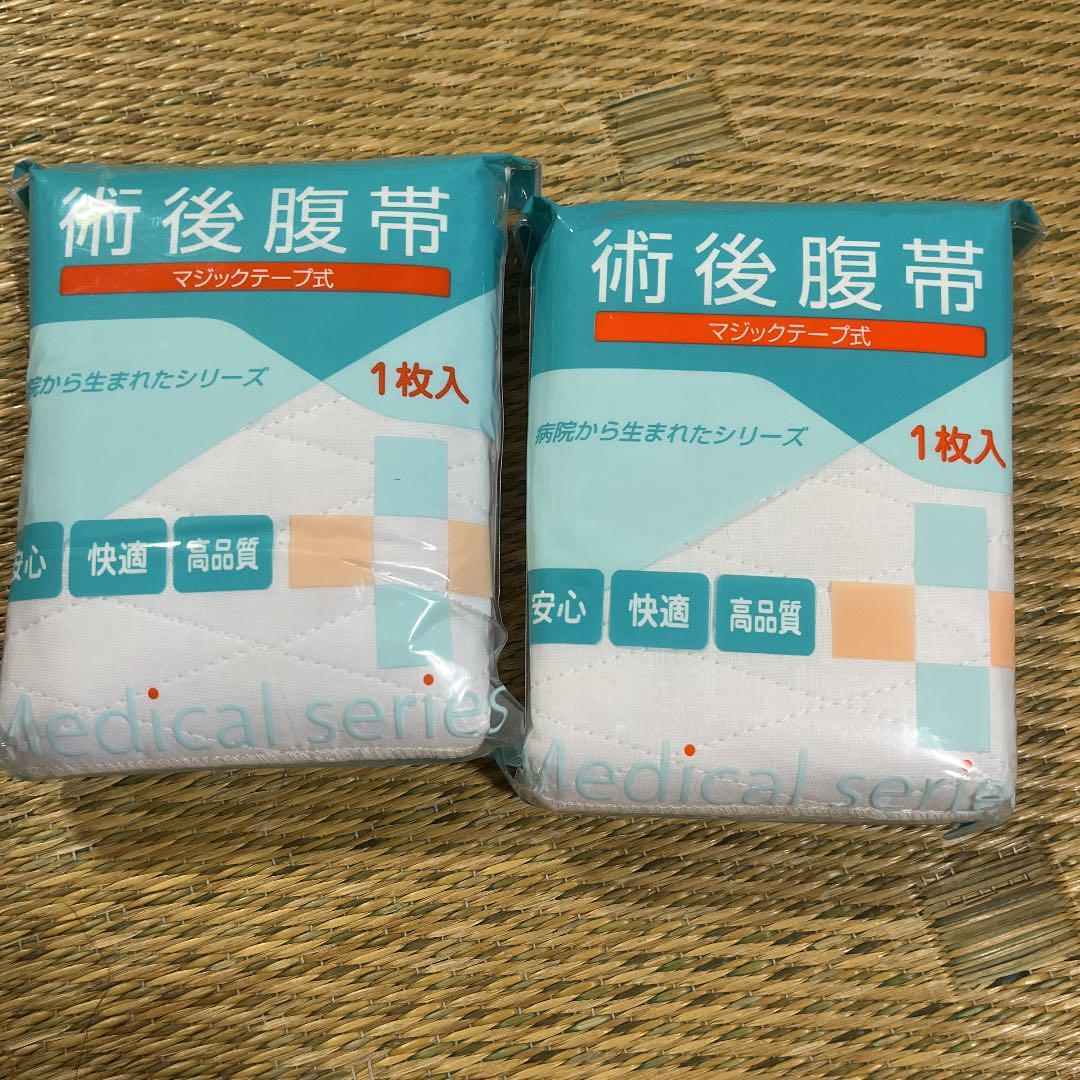 術後腹帯
マジックテープ式
院から生まれたシリーズ
1枚入
安心
快適
高品質
Medical series
術後腹帯
マジックテープ式
病院から生まれたシリーズ
1枚入
安心
快適
高品質
Medical serie